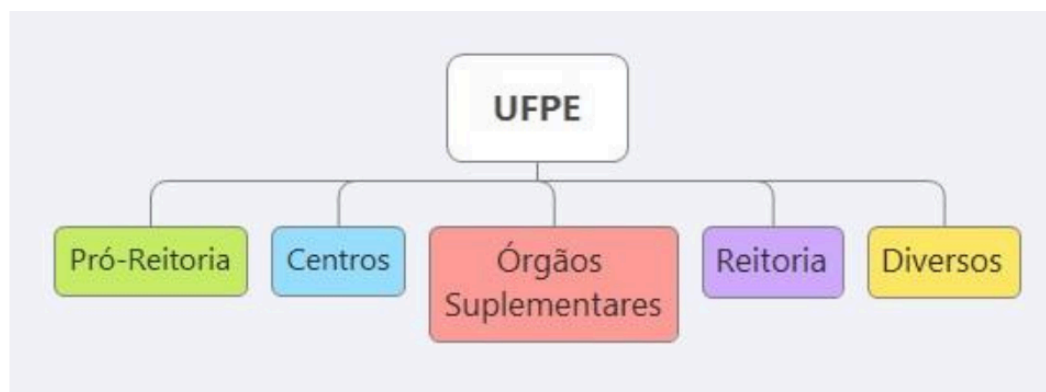 UFPE
Pró-Reitoria
Centros
Órgãos
Suplementares
Reitoria
Diversos